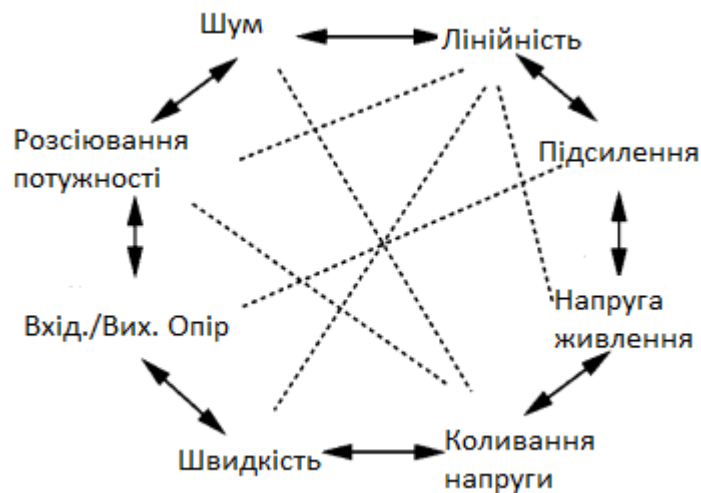 Шум
Лінійність
Розсіювання
потужності
Підсилення
Вхід./Вих. Опір
Напруга
живлення
Швидкість
Коливання
напруги